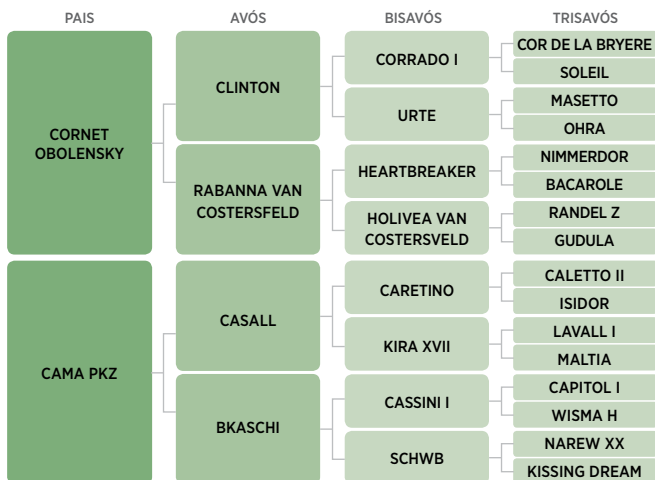 PAIS
AVÓS
BISAVÓS
TRISAVÓS
CORNET
OBOLENSKY
CLINTON
CORRADO I
COR DE LA BRYERE
SOLEIL
URTE
MASETTO
OHRA
RABANNA VAN
COSTERSFELD
HEARTBREAKER
NIMMERDOR
BACAROLE
HOLIVEA VAN
COSTERSVELD
RANDEL Z
GUDULA
CAMA PKZ
CASALL
CARETINO
CALETTO II
ISIDOR
KIRA XVII
LAVALL I
MALTIA
BKASCHI
CASSINI I
CAPITOL I
WISMA H
SCHWB
NAREW XX
KISSING DREAM